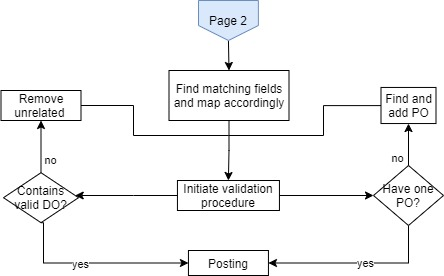 Page 2
Find matching fields
and map accordingly
Remove
unrelated
Find and
add PO
no
no
Contains
valid DO?
Initiate validation
procedure
Have one
PO?
yes
Posting
yes